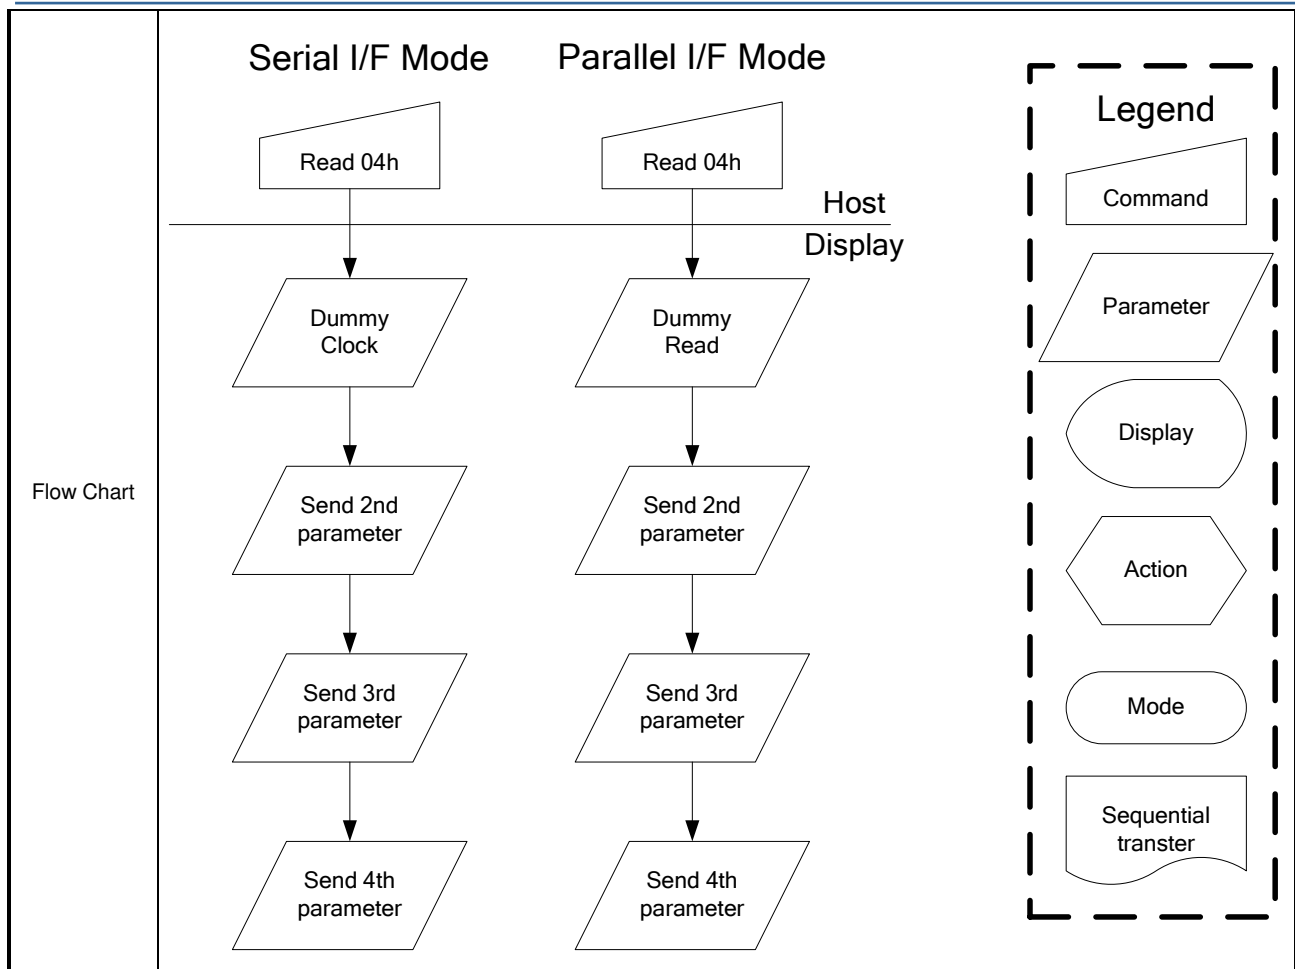 Flow Chart
Serial I/F Mode
Read 04h
Dummy
Clock
Send 2nd
parameter
Send 3rd
parameter
Send 4th
parameter
Parallel I/F Mode
Read 04h
Host
Display
Dummy
Read
Send 2nd
parameter
Send 3rd
parameter
Send 4th
parameter
Legend
Command
Parameter
Display
Action
Mode
Sequential
transter